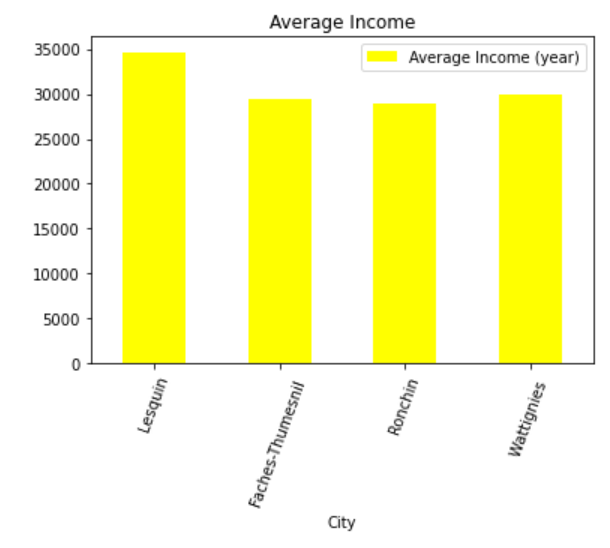 Average Income
Average Income (year)
35000
30000
25000
20000
15000
10000
5000
0
Lesquin
Faches-Thumesnil
Ronchin
Wattignies
City